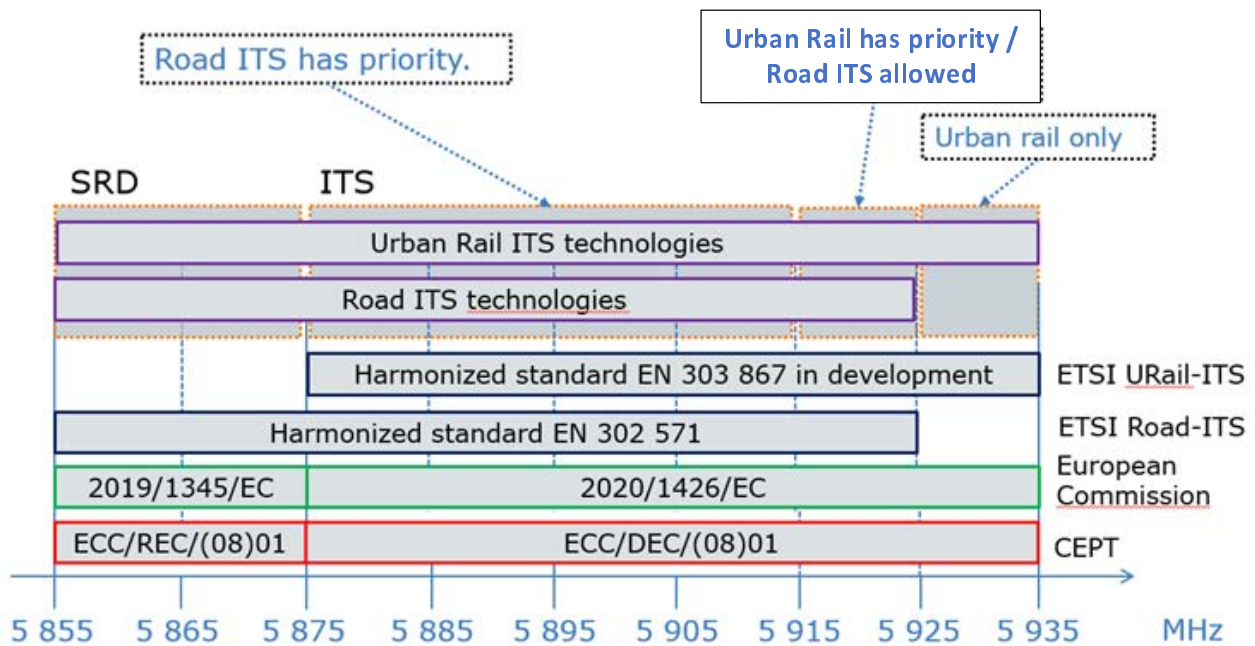 Road ITS has priority.
Urban Rail has priority /
Road ITS allowed
Urban rail only
SRD
ITS
Urban Rail ITS technologies
Road ITS technologies
Harmonized standard EN 303 867 in development
ETSI URail-ITS
Harmonized standard EN 302 571
ETSI Road-ITS
2019/1345/EC
2020/1426/EC
European
Commission
ECC/REC/(08)01
ECC/DEC/(08)01
CEPT
5 855 5 865 5 875 5 885 5 895 5 905 5 915 5 925 5 935 MHz